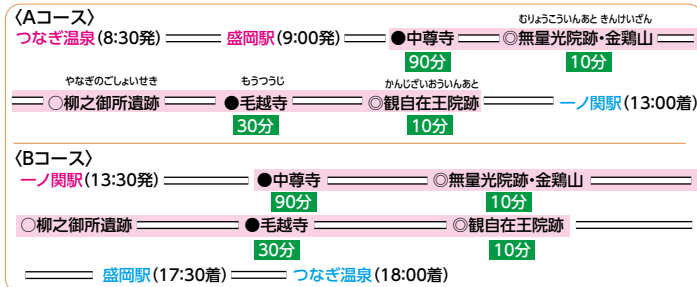 〈Aコース〉
むりょうこういんあと きんけいざん
つなぎ温泉(8:30発) 盛岡駅(9:00発) ●中尊寺 ◎無量光院跡・金鶏山
90分 10分
やなぎのごしょいせき もうつうじ かんじざいおういんあと
○柳之御所遺跡 ●毛越寺 ◎観自在王院跡 一ノ関駅(13:00着)
30分 10分
〈Bコース〉
一ノ関駅(13:30発) ●中尊寺 ◎無量光院跡・金鶏山
90分 10分
○柳之御所遺跡 ●毛越寺 ◎観自在王院跡
30分 10分
盛岡駅(17:30着) つなぎ温泉(18:00着)